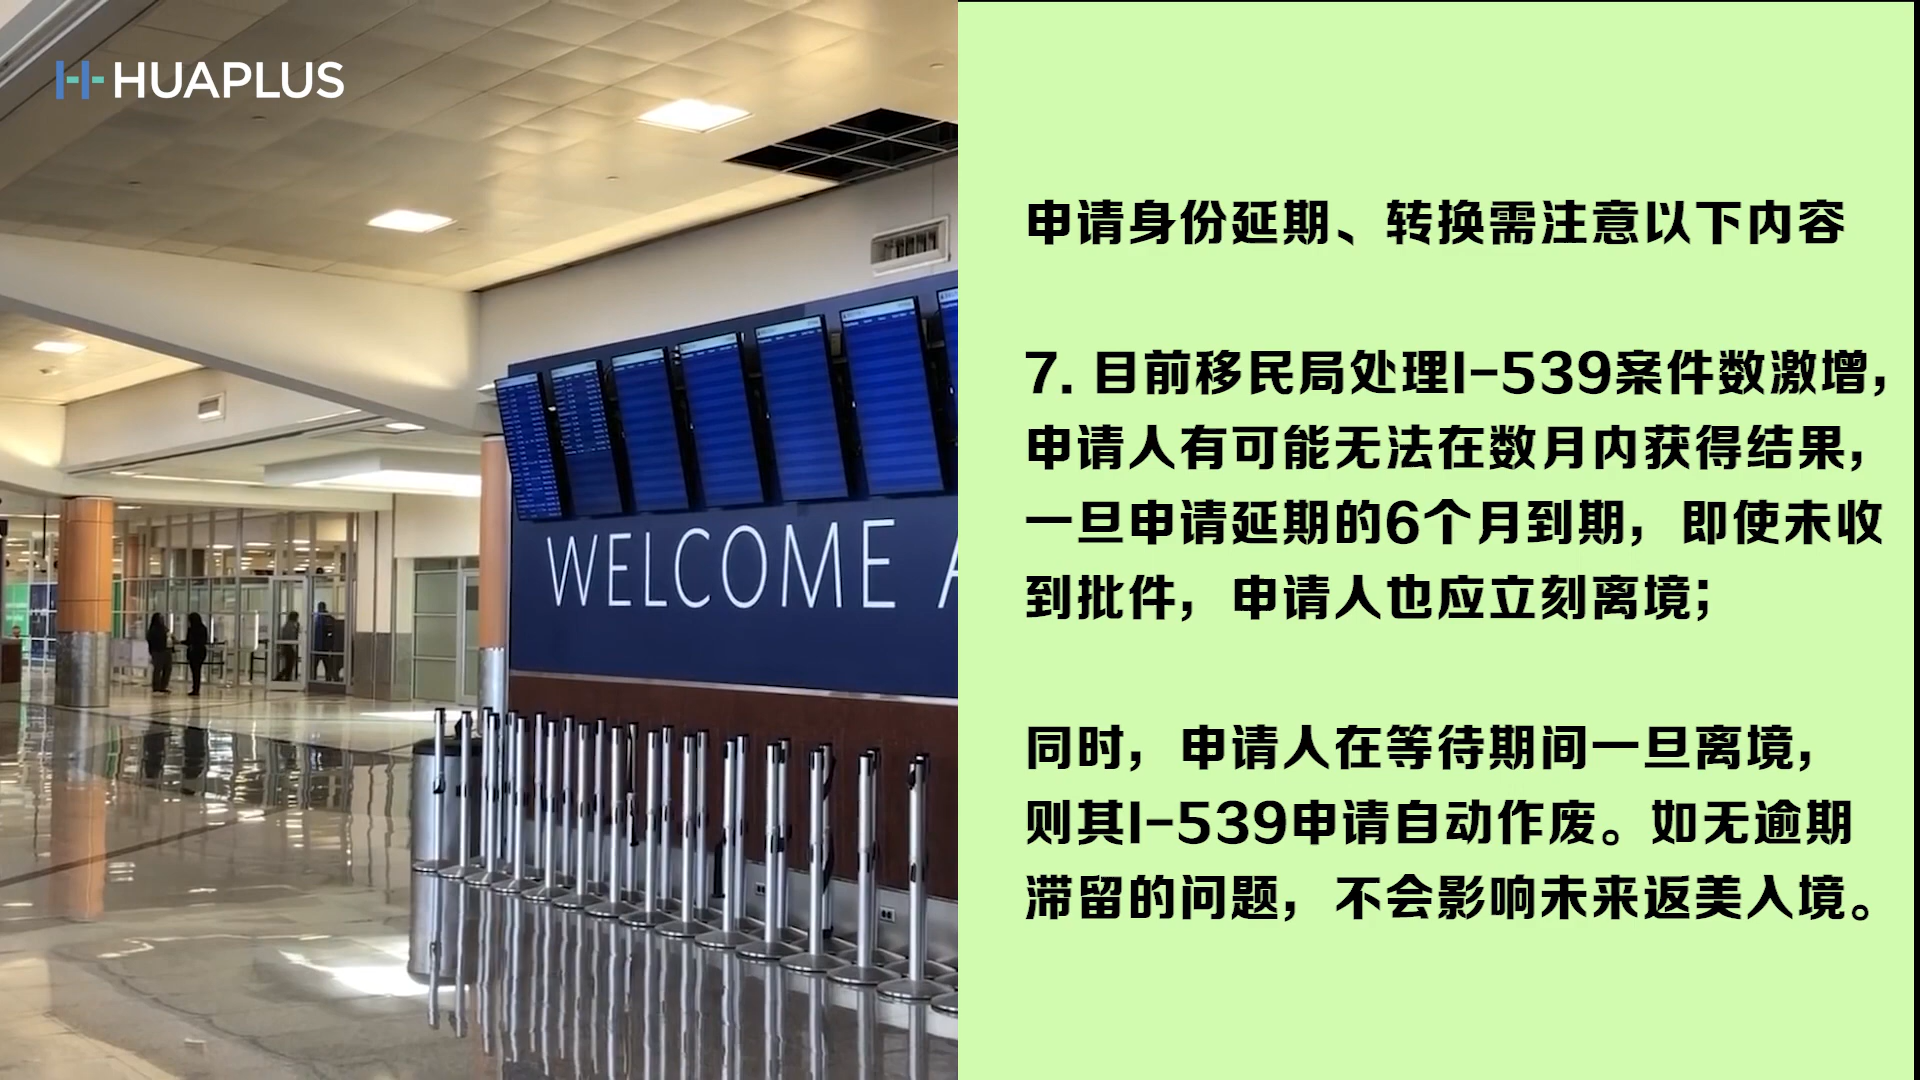 HUAPLUS
WELCOME A
申请身份延期、转换需注意以下内容
7. 目前移民局处理I-539案件数激增，
申请人有可能无法在数月内获得结果，
一旦申请延期的6个月到期，即使未收
到批件，申请人也应立刻离境；
同时，申请人在等待期间一旦离境，
则其I-539申请自动作废。如无逾期
滞留的问题，不会影响未来返美入境。